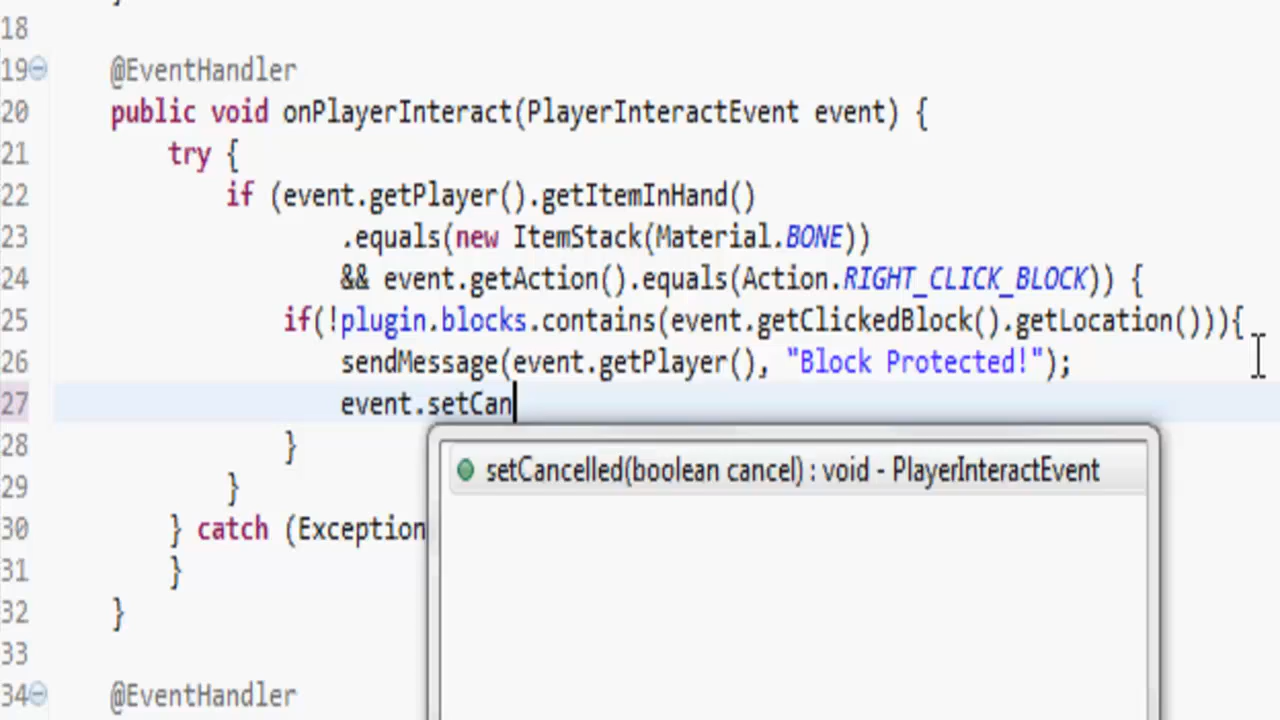 18
19 @EventHandler
20 public void onPlayerInteract(PlayerInteractEvent event) {
21 try {
22 if (event.getPlayer().getItemInHand()
23 .equals(new ItemStack(Material.BONE))
24 && event.getAction().equals(Action.RIGHT_CLICK_BLOCK)) {
25 if(!plugin.blocks.contains(event.getClickedBlock().getLocation())){
26 sendMessage(event.getPlayer(), "Block Protected!");
27 event.setCan
setCancelled(boolean cancel) : void - PlayerInteractEvent
28 }
29 }
30 } catch (Exception
31 }
32 }
33
34 @EventHandler